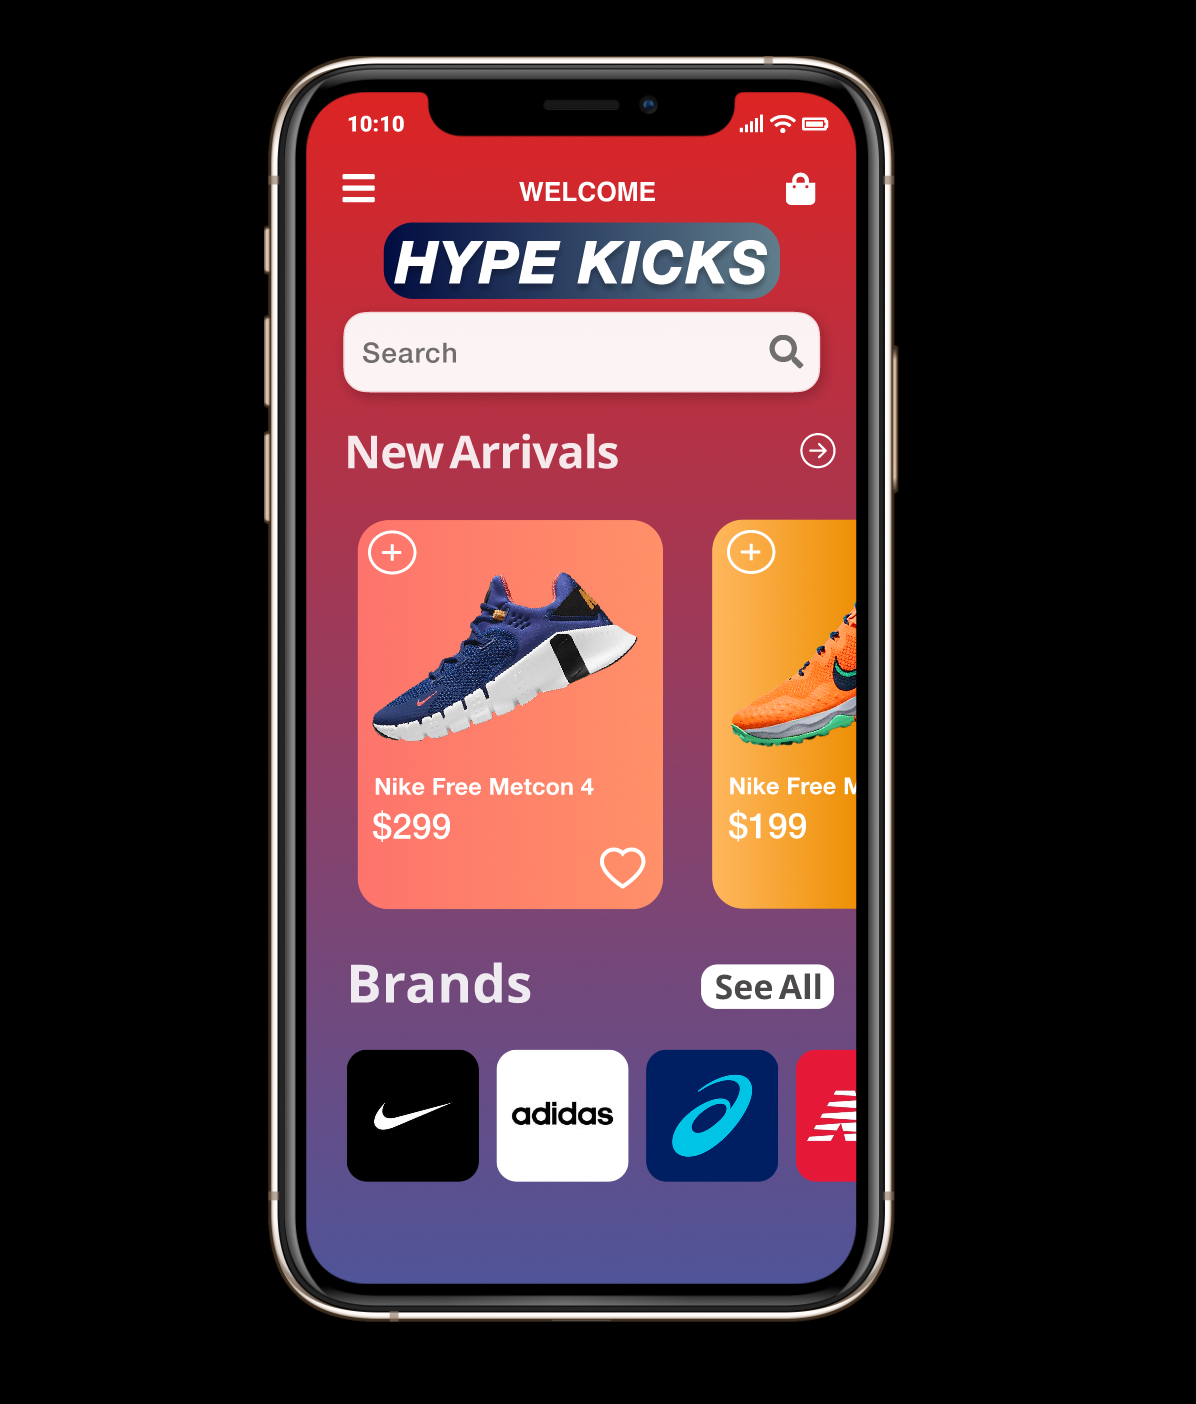 10:10
WELCOME
HYPE KICKS
Search
New Arrivals
Nike Free Metcon 4
$299
Nike Free
$199
Brands
See All
adidas